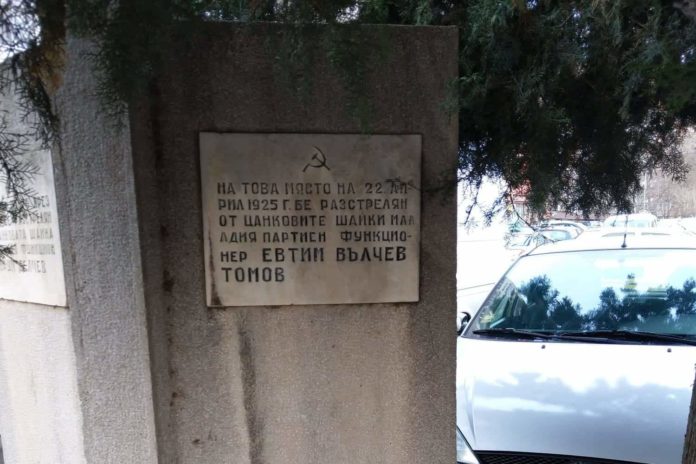 НА ТОВА МЯСТО НА 22 АП
РИЛ 1925 Г. БЕ РАЗСТРЕЛЯН
ОТ ЦАНКОВИТЕ ШАЙКИ МЛА
ДИЯ ПАРТИЕН ФУНКЦИО-
НЕР ЕВТИМ ВЪЛЧЕВ
ТОМОВ